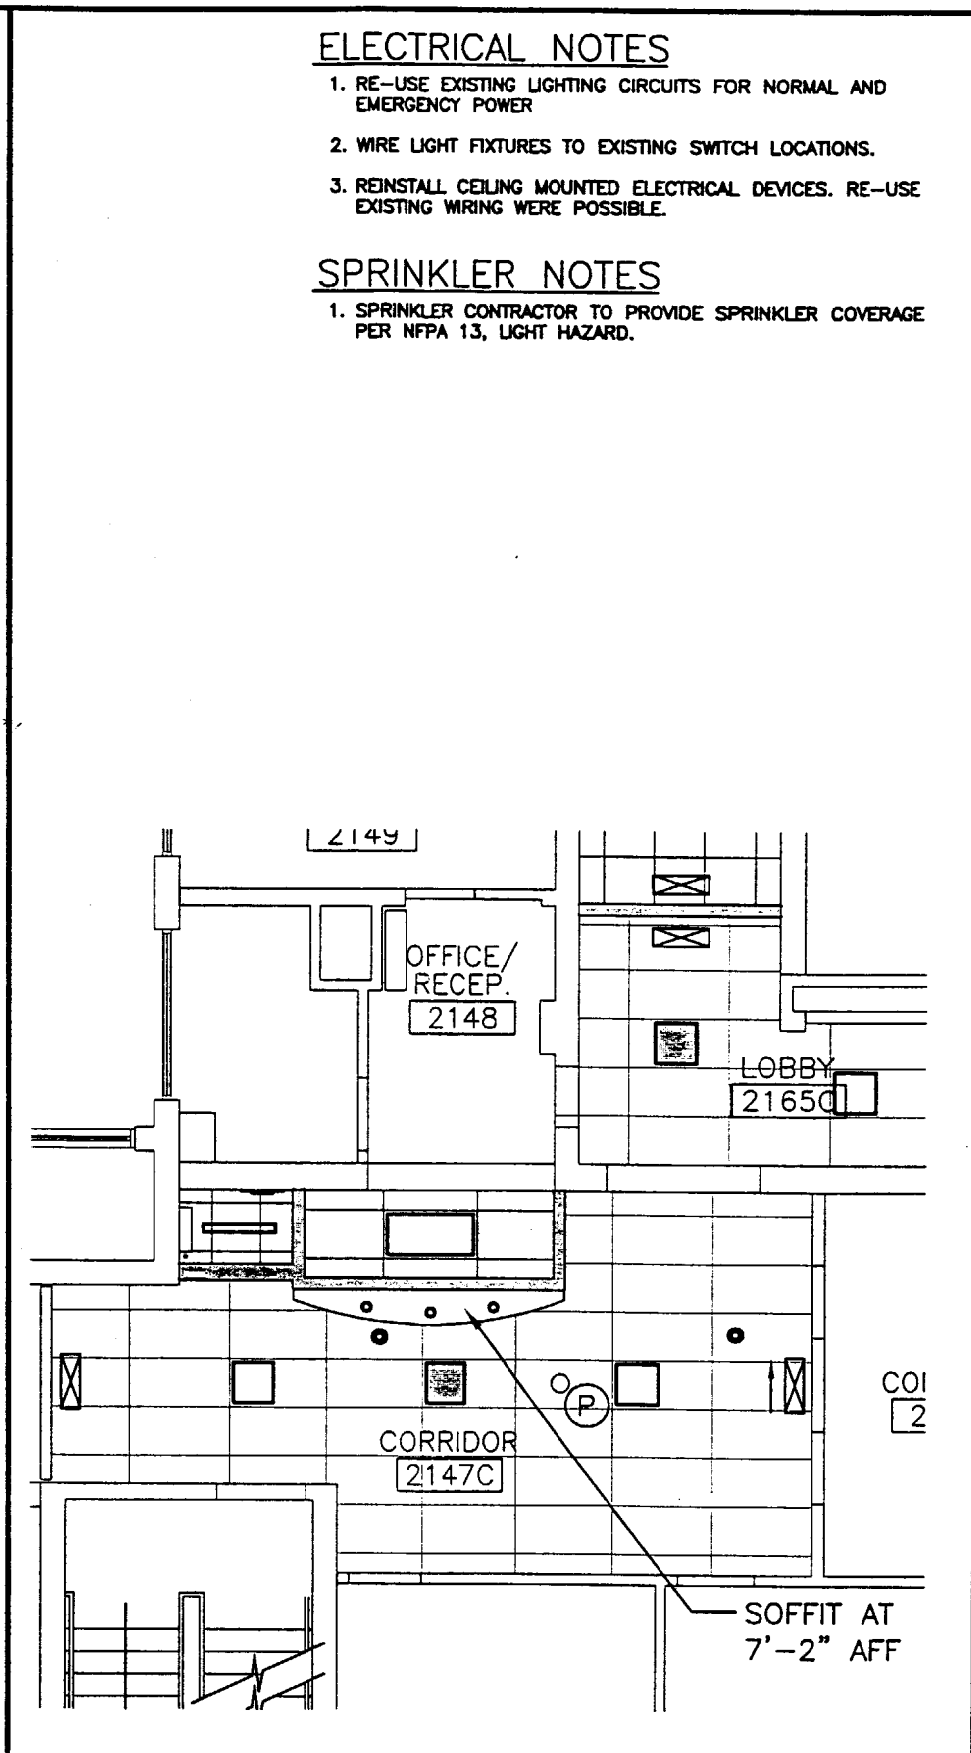 ELECTRICAL NOTES
1. RE-USE EXISTING LIGHTING CIRCUITS FOR NORMAL AND
EMERGENCY POWER
2. WIRE LIGHT FIXTURES TO EXISTING SWITCH LOCATIONS.
3. REINSTALL CEILING MOUNTED ELECTRICAL DEVICES. RE-USE
EXISTING WIRING WERE POSSIBLE.
SPRINKLER NOTES
1. SPRINKLER CONTRACTOR TO PROVIDE SPRINKLER COVERAGE
PER NFPA 13, LIGHT HAZARD.
2149
OFFICE/
RECEP.
2148
LOBBY
2165C
P
CORRIDOR
2147C
2
SOFFIT AT
7'-2" AFF